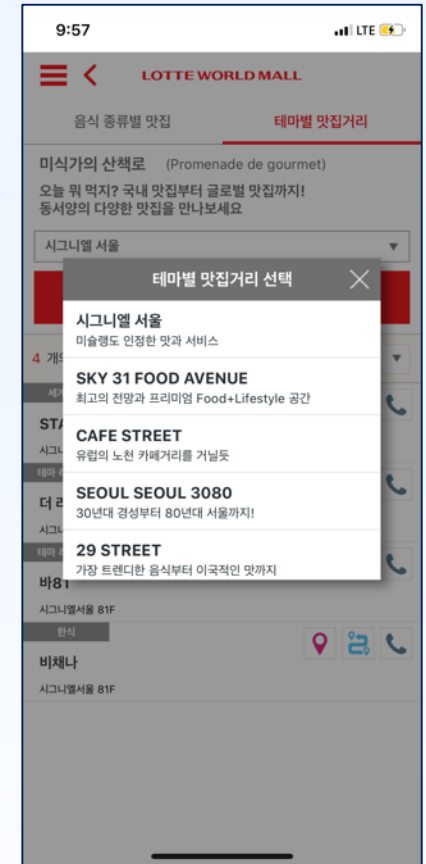 9:57
LTE
LOTTE WORLD MALL
음식 종류별 맛집
테마별 맛집거리
미식가의 산책로 (Promenade de gourmet)
오늘 뭐 먹지? 국내 맛집부터 글로벌 맛집까지!
동서양의 다양한 맛집을 만나보세요
시그니엘 서울
테마별 맛집거리 선택
시그니엘 서울
미슐랭도 인정한 맛과 서비스
4
SKY 31 FOOD AVENUE
최고의 전망과 프리미엄 Food+Lifestyle 공간
CAFE STREET
유럽의 노천 카페거리를 거닐듯
SEOUL SEOUL 3080
30년대 경성부터 80년대 서울까지!
29 STREET
가장 트렌디한 음식부터 이국적인 맛까지
바81
시그니엘서울 81F
한식
비채나
시그니엘서울 81F